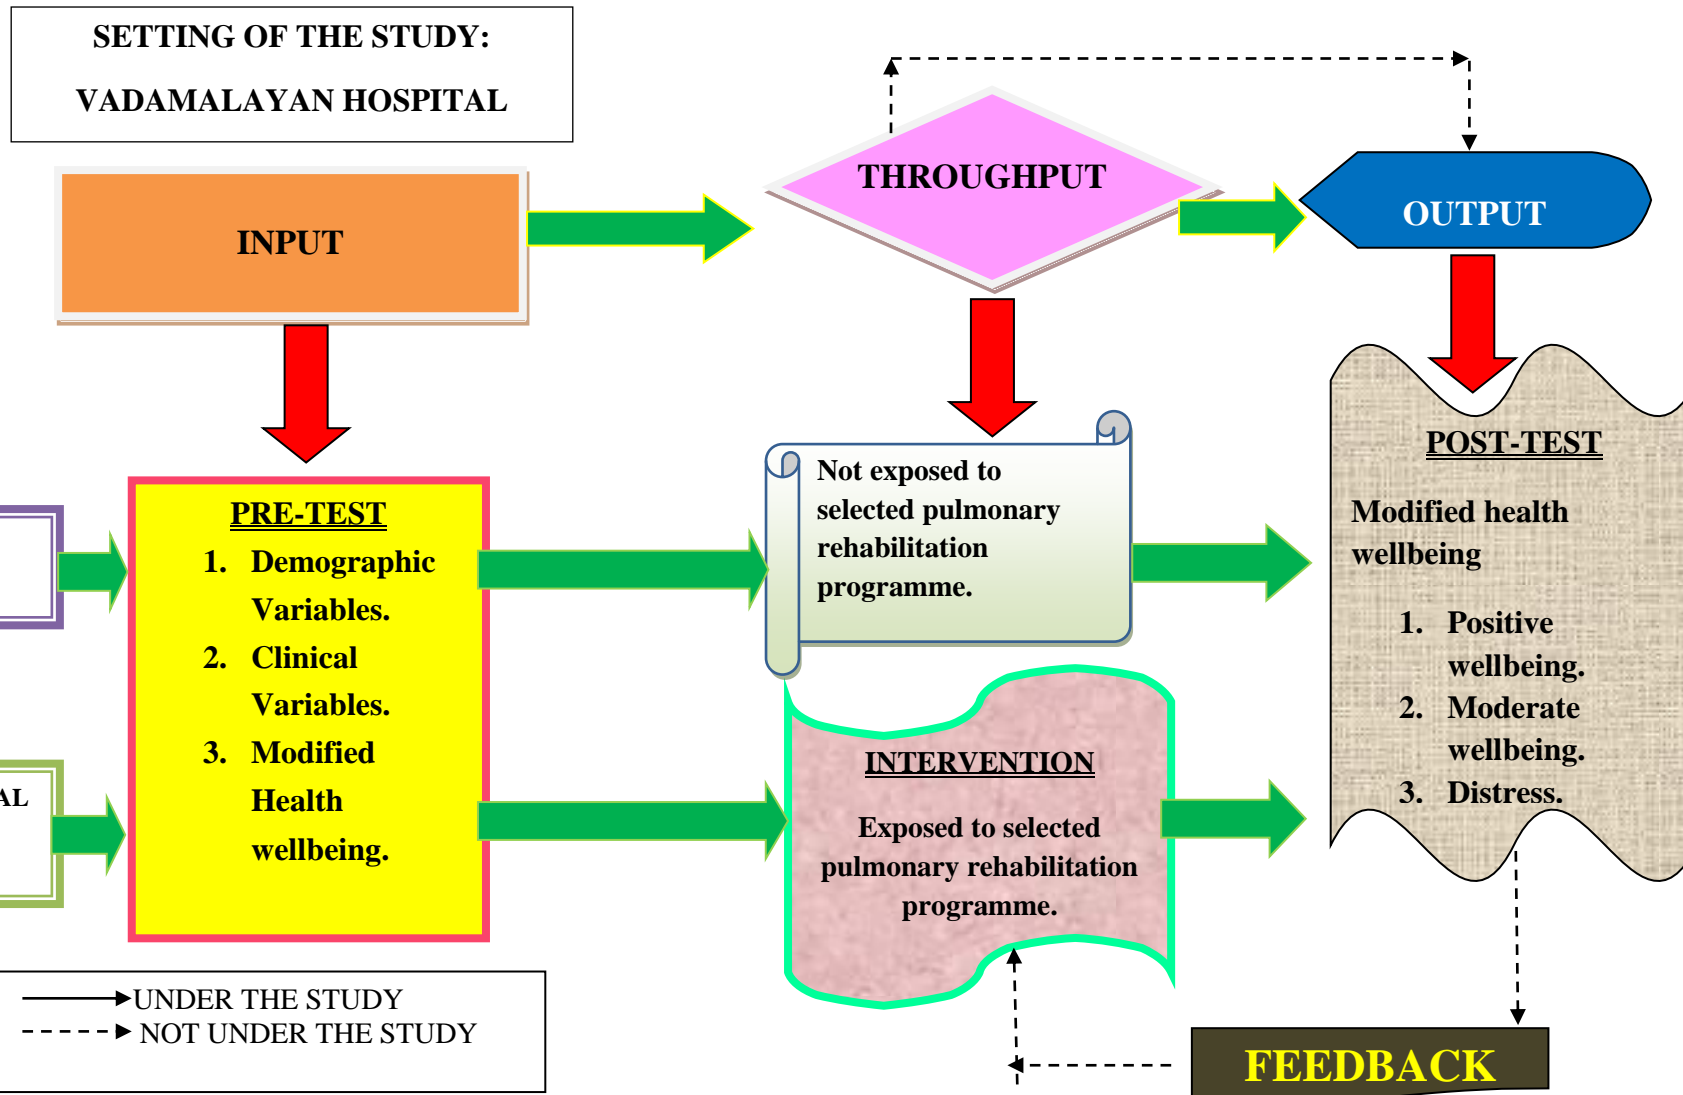 SETTING OF THE STUDY:
VADAMALAYAN HOSPITAL
INPUT
THROUGHPUT
OUTPUT
PRE-TEST
1. Demographic
Variables.
2. Clinical
Variables.
3. Modified
Health
wellbeing.
Not exposed to
selected pulmonary
rehabilitation
programme.
INTERVENTION
Exposed to selected
pulmonary rehabilitation
programme.
POST-TEST
Modified health
wellbeing
1. Positive
wellbeing.
2. Moderate
wellbeing.
3. Distress.
AL
UNDER THE STUDY
NOT UNDER THE STUDY
FEEDBACK